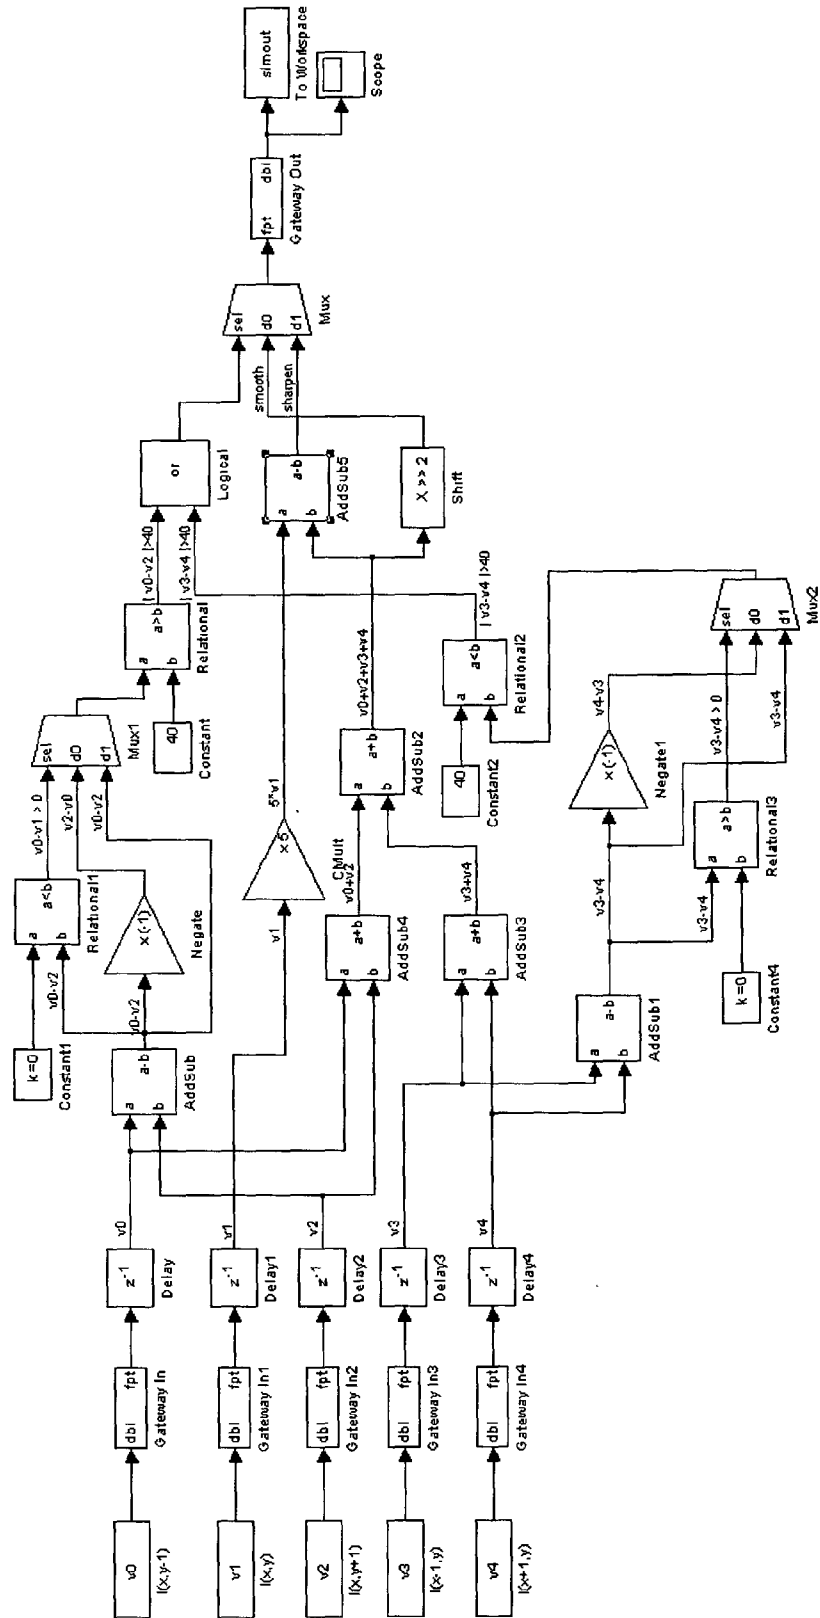 v0
I(x,y-1)
dbl fpt
Gateway In
z-1
Delay
v0
v1
I(x,y)
dbl fpt
Gateway In1
z-1
Delay1
v1
v2
I(x,y+1)
dbl fpt
Gateway In2
z-1
Delay2
v2
v3
I(x-1,y)
dbl fpt
Gateway In3
z-1
Delay3
v3
v4
I(x+1,y)
dbl fpt
Gateway In4
z-1
Delay4
v4
k=0
Constant1
a
b
a-b
AddSub
v0-v2
v0-v2
a
b
a<b
Relational1
x(-1)
Negate
v0-v1 > 0
v2-v0
v0-v2
sel
d0
d1
Mux1
40
Constant
a
b
a>b
Relational
| v0-v2 |>40
| v3-v4 |>40
or
Logical
v1
x 5
CMult
5*v1
a
b
a+b
AddSub4
v0+v2
a
b
a+b
AddSub3
v3+v4
a
b
a+b
AddSub2
v0+v2+v3+v4
a
b
a-b
AddSub5
X >> 2
Shift
smooth
sharpen
sel
d0
d1
Mux
fpt dbl
Gateway Out
simout
To Workspace
Scope
40
Constant2
a
b
a<b
Relational2
| v3-v4 |>40
a
b
a-b
AddSub1
v3-v4
v3-v4
k=0
Constant4
a
b
a>b
Relational3
x(-1)
Negate1
v4-v3
v3-v4 > 0
v3-v4
sel
d0
d1
Mux2